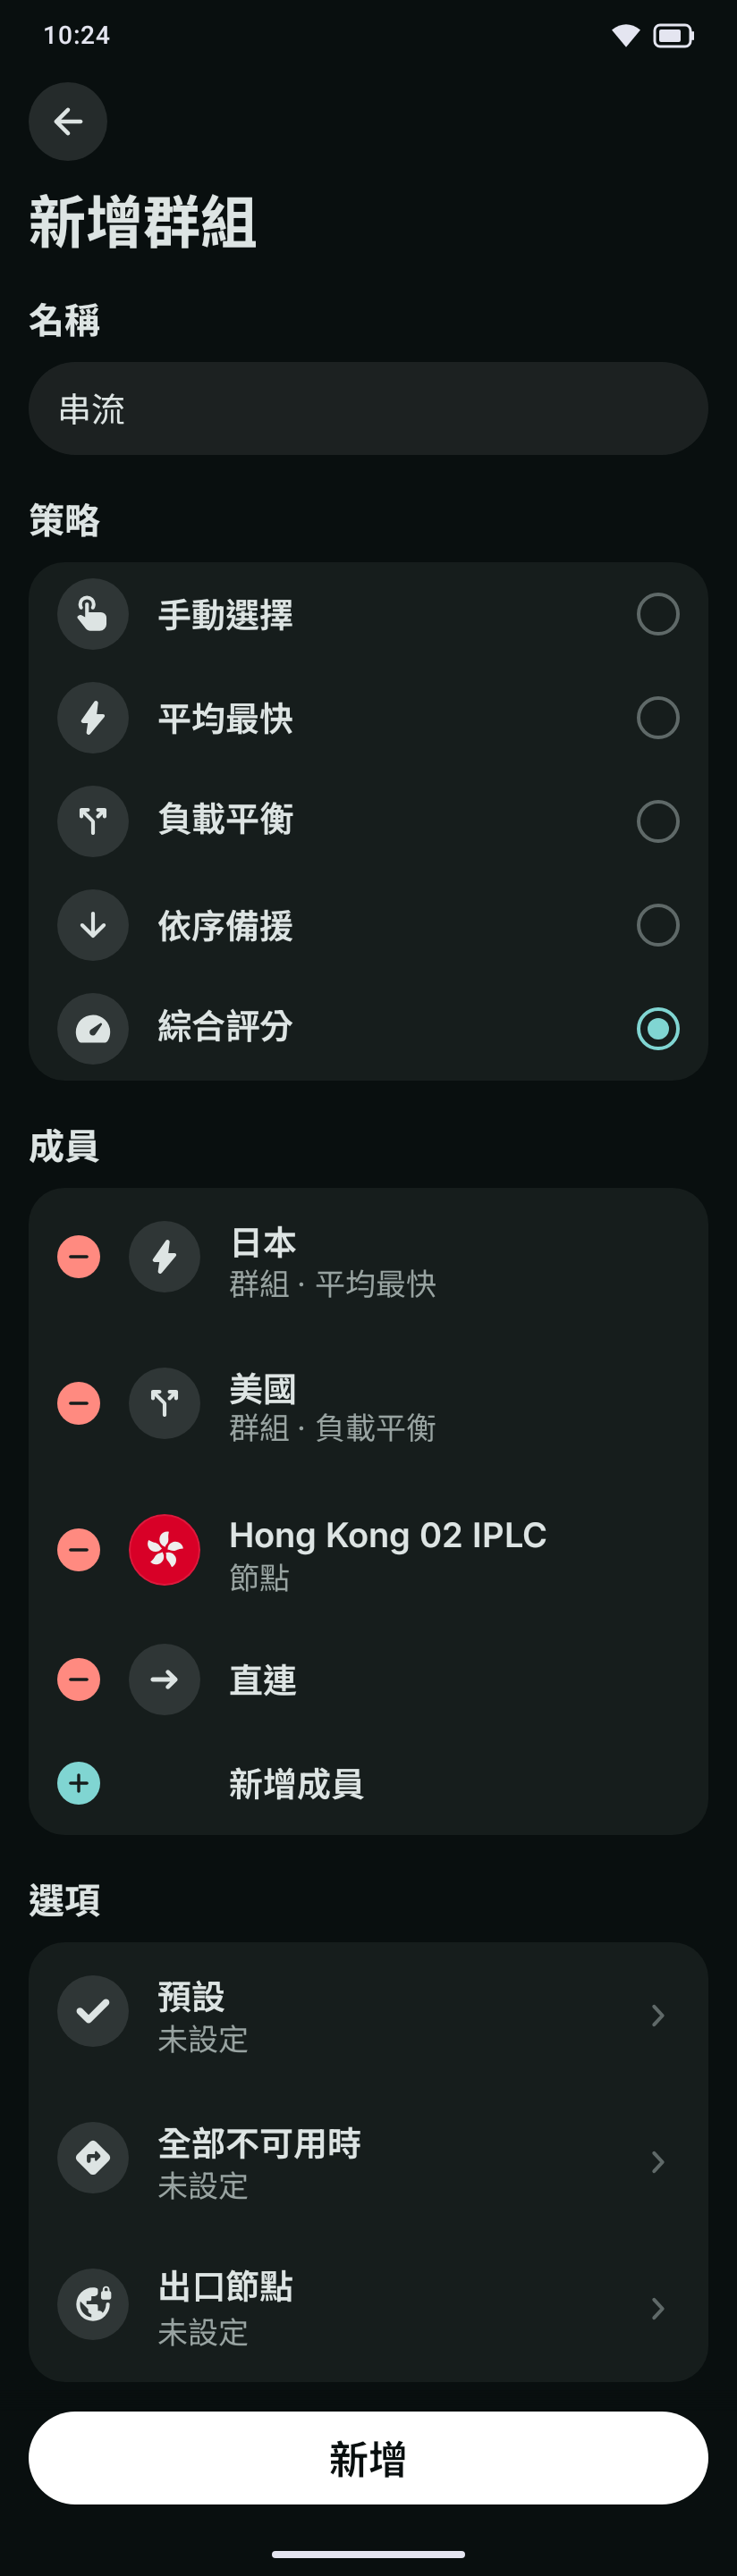 10:24
新增群組
名稱
串流
策略
手動選擇
平均最快
負載平衡
依序備援
綜合評分
成員
日本
群組 · 平均最快
美國
群組 · 負載平衡
Hong Kong 02 IPLC
節點
直連
新增成員
選項
預設
未設定
全部不可用時
未設定
出口節點
未設定
新增